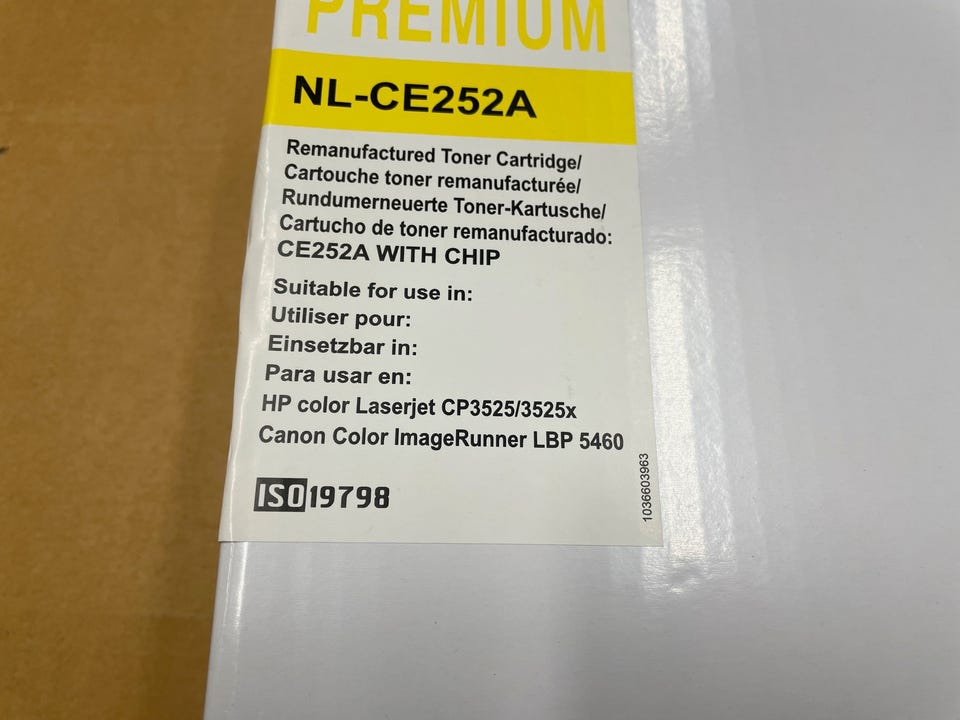 PREMIUM
NL-CE252A
Remanufactured Toner Cartridge/
Cartouche toner remanufacturée/
Rundumerneuerte Toner-Kartusche/
Cartucho de toner remanufacturado:
CE252A WITH CHIP
Suitable for use in:
Utiliser pour:
Einsetzbar in:
Para usar en:
HP color Laserjet CP3525/3525x
Canon Color ImageRunner LBP 5460
ISO19798
1036603963